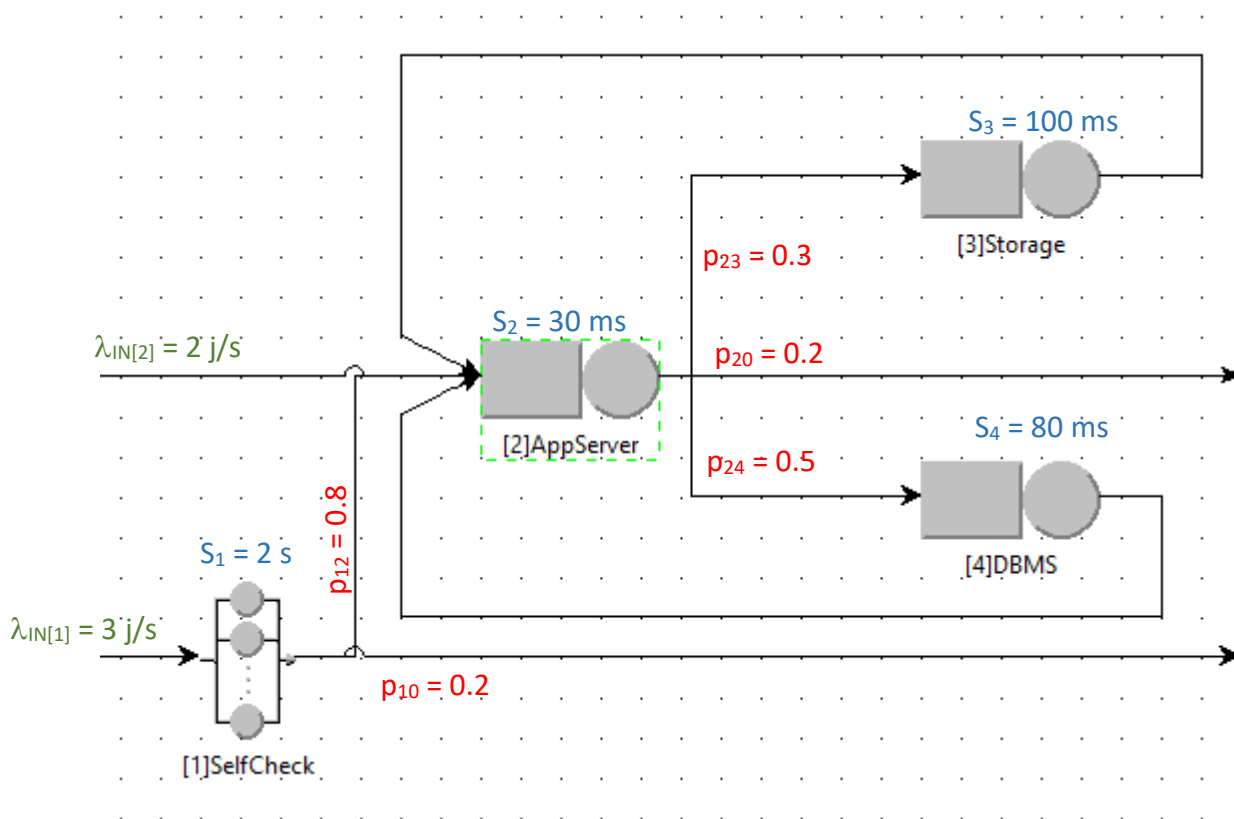 S₃ = 100 ms
[3]Storage
p₂₃ = 0.3
S₂ = 30 ms
λIN[2] = 2 j/s
p₂₀ = 0.2
[2]AppServer
S₄ = 80 ms
p₂₄ = 0.5
p₁₂ = 0.8
S₁ = 2 s
[4]DBMS
λIN[1] = 3 j/s
p₁₀ = 0.2
[1]SelfCheck